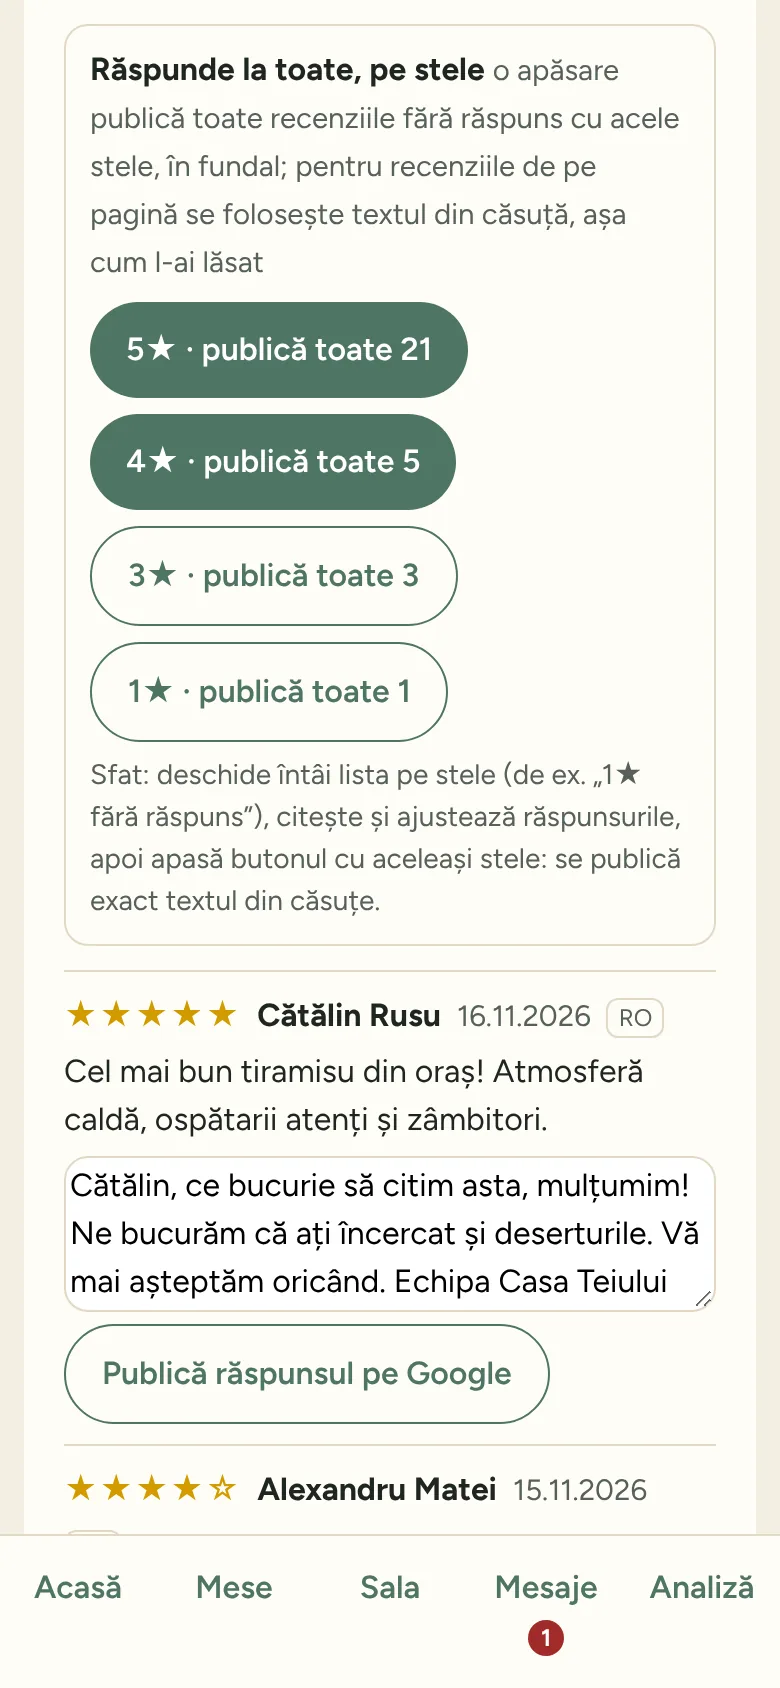 Răspunde la toate, pe stele o apăsare
publică toate recenziile fără răspuns cu acele
stele, în fundal; pentru recenziile de pe
pagină se folosește textul din căsuță, așa
cum l-ai lăsat
5★ · publică toate 21
4★ · publică toate 5
3★ · publică toate 3
1★ · publică toate 1
Sfat: deschide întâi lista pe stele (de ex. „1★
fără răspuns”), citește și ajustează răspunsurile,
apoi apasă butonul cu aceleași stele: se publică
exact textul din căsuțe.
★★★★★ Cătălin Rusu 16.11.2026 RO
Cel mai bun tiramisu din oraș! Atmosferă
caldă, ospătarii atenți și zâmbitori.
Cătălin, ce bucurie să citim asta, mulțumim!
Ne bucurăm că ați încercat și deserturile. Vă
mai așteptăm oricând. Echipa Casa Teiului
Publică răspunsul pe Google
★★★★☆ Alexandru Matei 15.11.2026
Acasă Mese Sala Mesaje Analiză
1